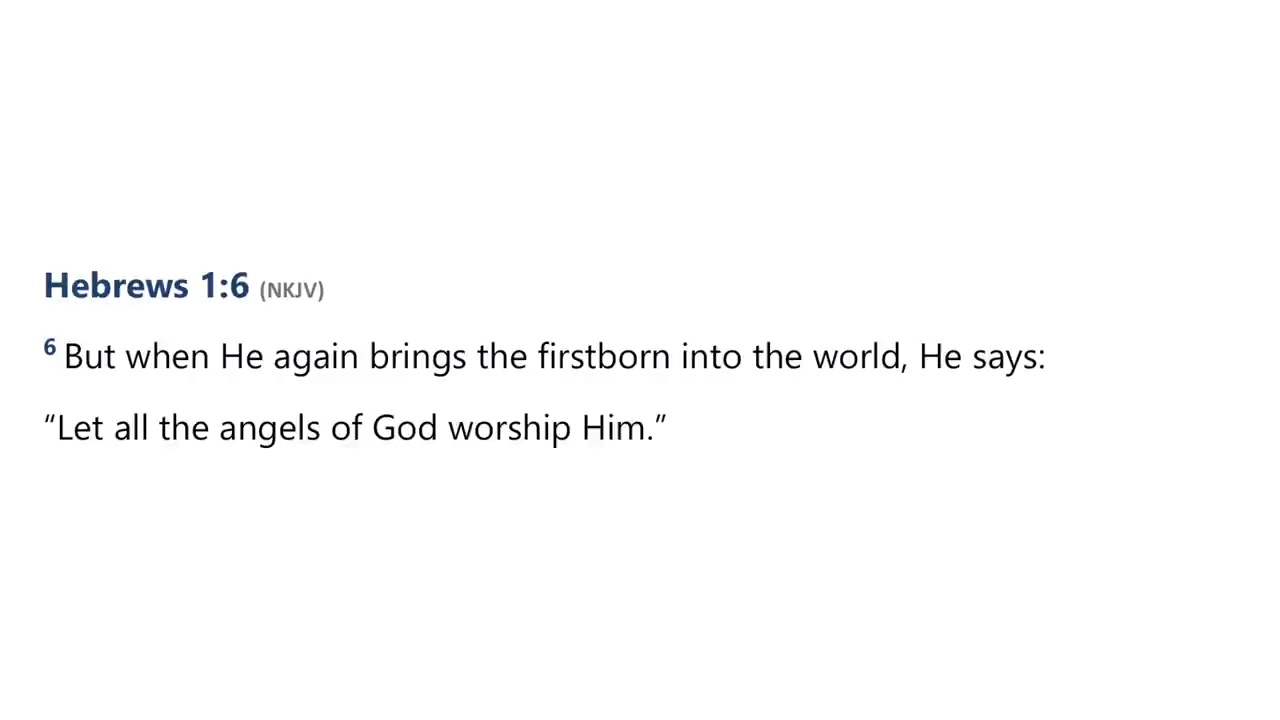 Hebrews 1:6 (NKJV)
6 But when He again brings the firstborn into the world, He says:
“Let all the angels of God worship Him.”